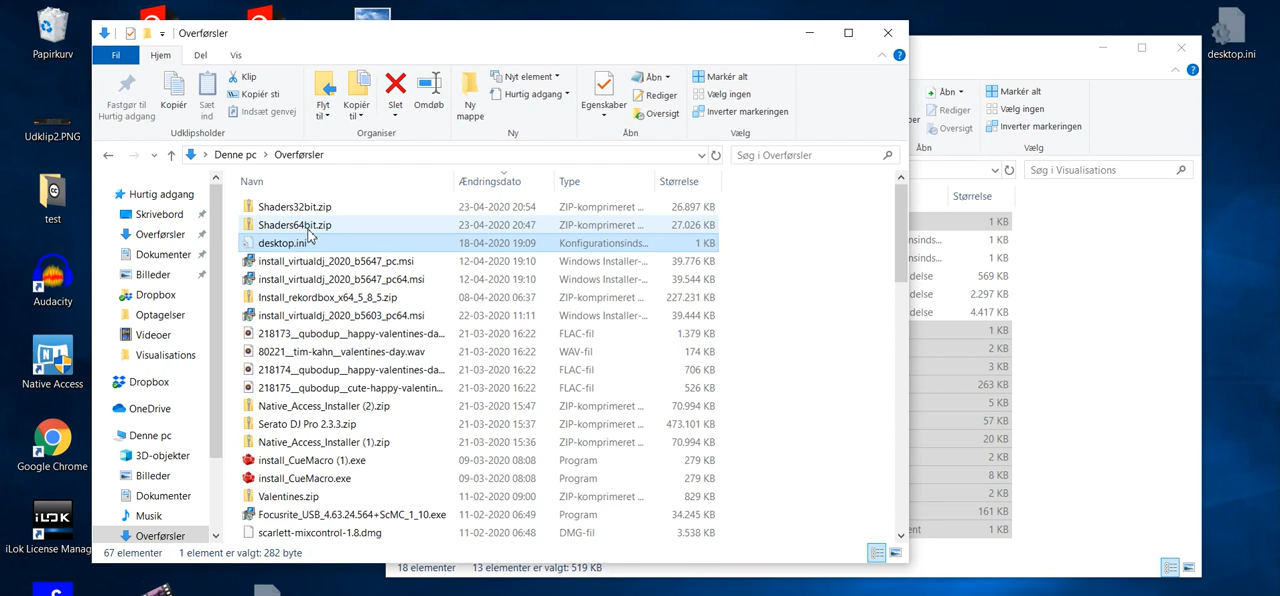 Papirkurv
Udklip2.PNG
test
Audacity
Native Access
Google Chrome
iLOK
iLok License Manag
desktop.ini
Overførsler
Fil Hjem Del Vis
Fastgør til
Hurtig adgang
Kopiér
Sæt
ind
Klip
Kopiér sti
Indsæt genvej
Udklipsholder
Flyt
til
Kopiér
til
Slet
Omdøb
Organiser
Ny
mappe
Nyt element
Hurtig adgang
Ny
Egenskaber
Åbn
Rediger
Oversigt
Åbn
Markér alt
Vælg ingen
Inverter markeringen
Vælg
Denne pc > Overførsler
Søg i Overførsler
Navn Ændringsdato Type Størrelse
Hurtig adgang
Skrivebord
Overførsler
Dokumenter
Billeder
Dropbox
Optagelser
Videoer
Visualisations
Dropbox
OneDrive
Denne pc
3D-objekter
Billeder
Dokumenter
Musik
Overførsler
Shaders32bit.zip 23-04-2020 20:54 ZIP-komprimeret ... 26.897 KB
Shaders64bit.zip 23-04-2020 20:47 ZIP-komprimeret ... 27.026 KB
desktop.ini 18-04-2020 19:09 Konfigurationsinds... 1 KB
install_virtualdj_2020_b5647_pc.msi 12-04-2020 19:10 Windows Installer-... 39.776 KB
install_virtualdj_2020_b5647_pc64.msi 12-04-2020 19:10 Windows Installer-... 39.544 KB
Install_rekordbox_x64_5_8_5.zip 08-04-2020 06:37 ZIP-komprimeret ... 227.231 KB
install_virtualdj_2020_b5603_pc64.msi 22-03-2020 11:11 Windows Installer-... 39.444 KB
218173__qubodup__happy-valentines-da... 21-03-2020 16:22 FLAC-fil 1.379 KB
80221__tim-kahn__valentines-day.wav 21-03-2020 16:22 WAV-fil 174 KB
218174__qubodup__happy-valentines-da... 21-03-2020 16:22 FLAC-fil 706 KB
218175__qubodup__cute-happy-valentin... 21-03-2020 16:22 FLAC-fil 526 KB
Native_Access_Installer (2).zip 21-03-2020 15:47 ZIP-komprimeret ... 70.994 KB
Serato DJ Pro 2.3.3.zip 21-03-2020 15:37 ZIP-komprimeret ... 473.101 KB
Native_Access_Installer (1).zip 21-03-2020 15:36 ZIP-komprimeret ... 70.994 KB
install_CueMacro (1).exe 09-03-2020 08:08 Program 279 KB
install_CueMacro.exe 09-03-2020 08:08 Program 279 KB
Valentines.zip 11-02-2020 09:00 ZIP-komprimeret ... 829 KB
Focusrite_USB_4.63.24.564+ScMC_1_10.exe 11-02-2020 06:49 Program 34.245 KB
scarlett-mixcontrol-1.8.dmg 11-02-2020 06:48 DMG-fil 3.538 KB
67 elementer 1 element er valgt: 282 byte
ber
Åbn
Rediger
Oversigt
Åbn
Markér alt
Vælg ingen
Inverter markeringen
Vælg
Søg i Visualisations
Størrelse
1 KB
nsinds... 1 KB
delse 569 KB
delse 2.297 KB
delse 4.417 KB
1 KB
2 KB
3 KB
263 KB
5 KB
57 KB
20 KB
2 KB
8 KB
2 KB
161 KB
ent 1 KB
18 elementer 13 elementer er valgt: 519 KB